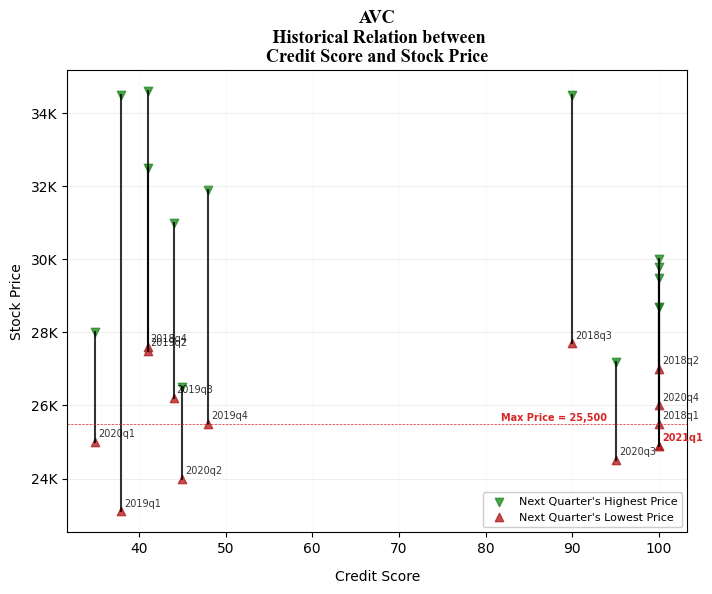 AVC
Historical Relation between
Credit Score and Stock Price
Stock Price
34K
32K
30K
28K
26K
24K
2018q4
2019q2
2018q3
2018q2
2019q3
2020q4
2019q4
Max Price = 25,500
2018q1
2020q1
2021q1
2020q3
2020q2
2019q1
Next Quarter's Highest Price
Next Quarter's Lowest Price
40 50 60 70 80 90 100
Credit Score